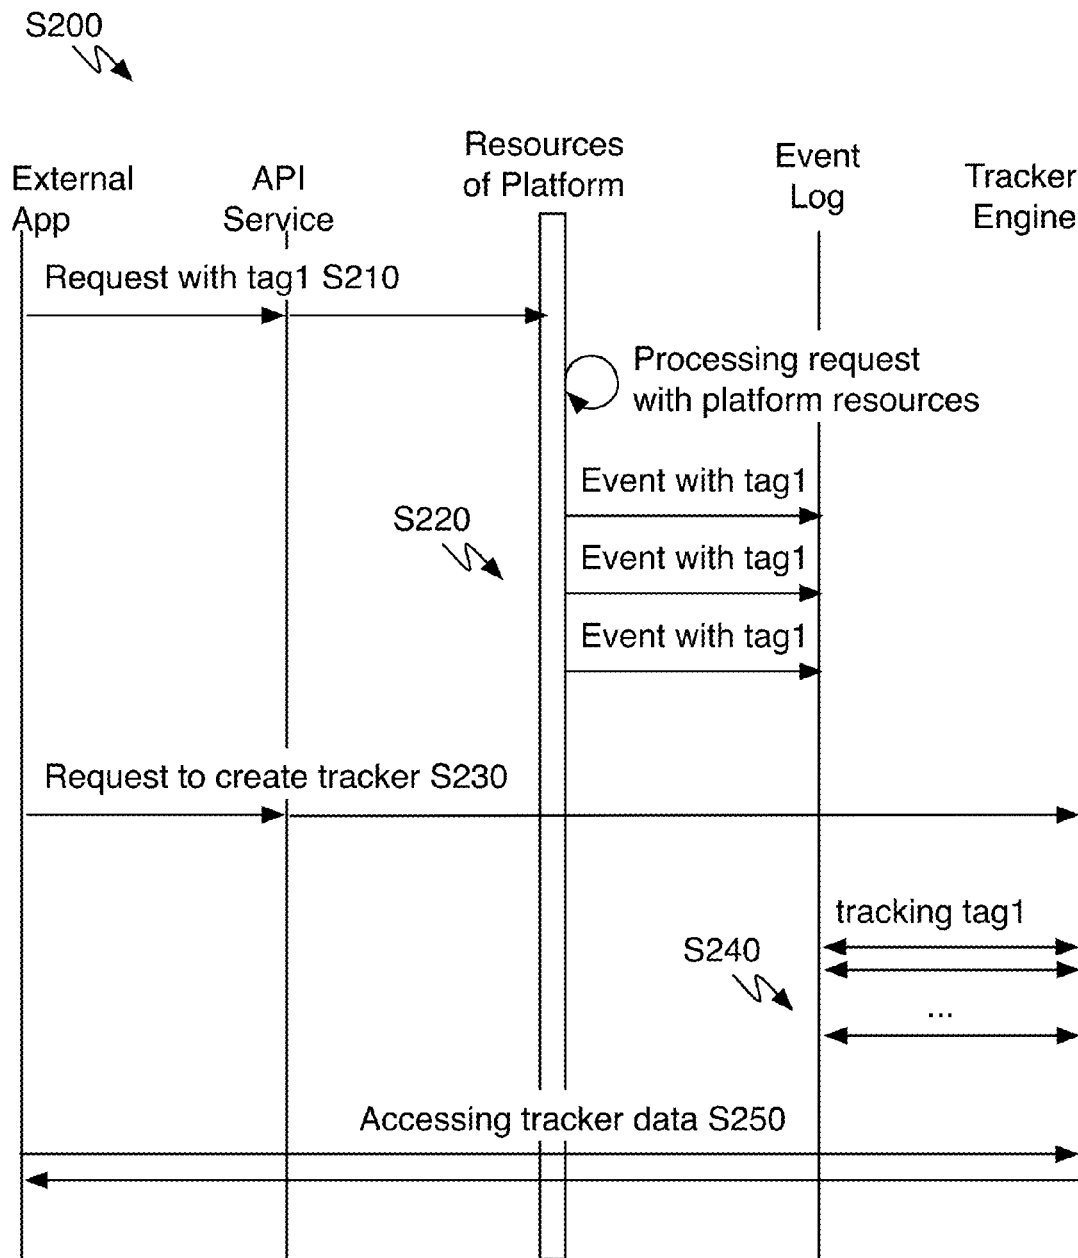 S200
External
App
API
Service
Resources
of Platform
Event
Log
Tracker
Engine
Request with tag1 S210
Processing request
with platform resources
Event with tag1
S220
Event with tag1
Event with tag1
Request to create tracker S230
tracking tag1
S240
...
Accessing tracker data S250